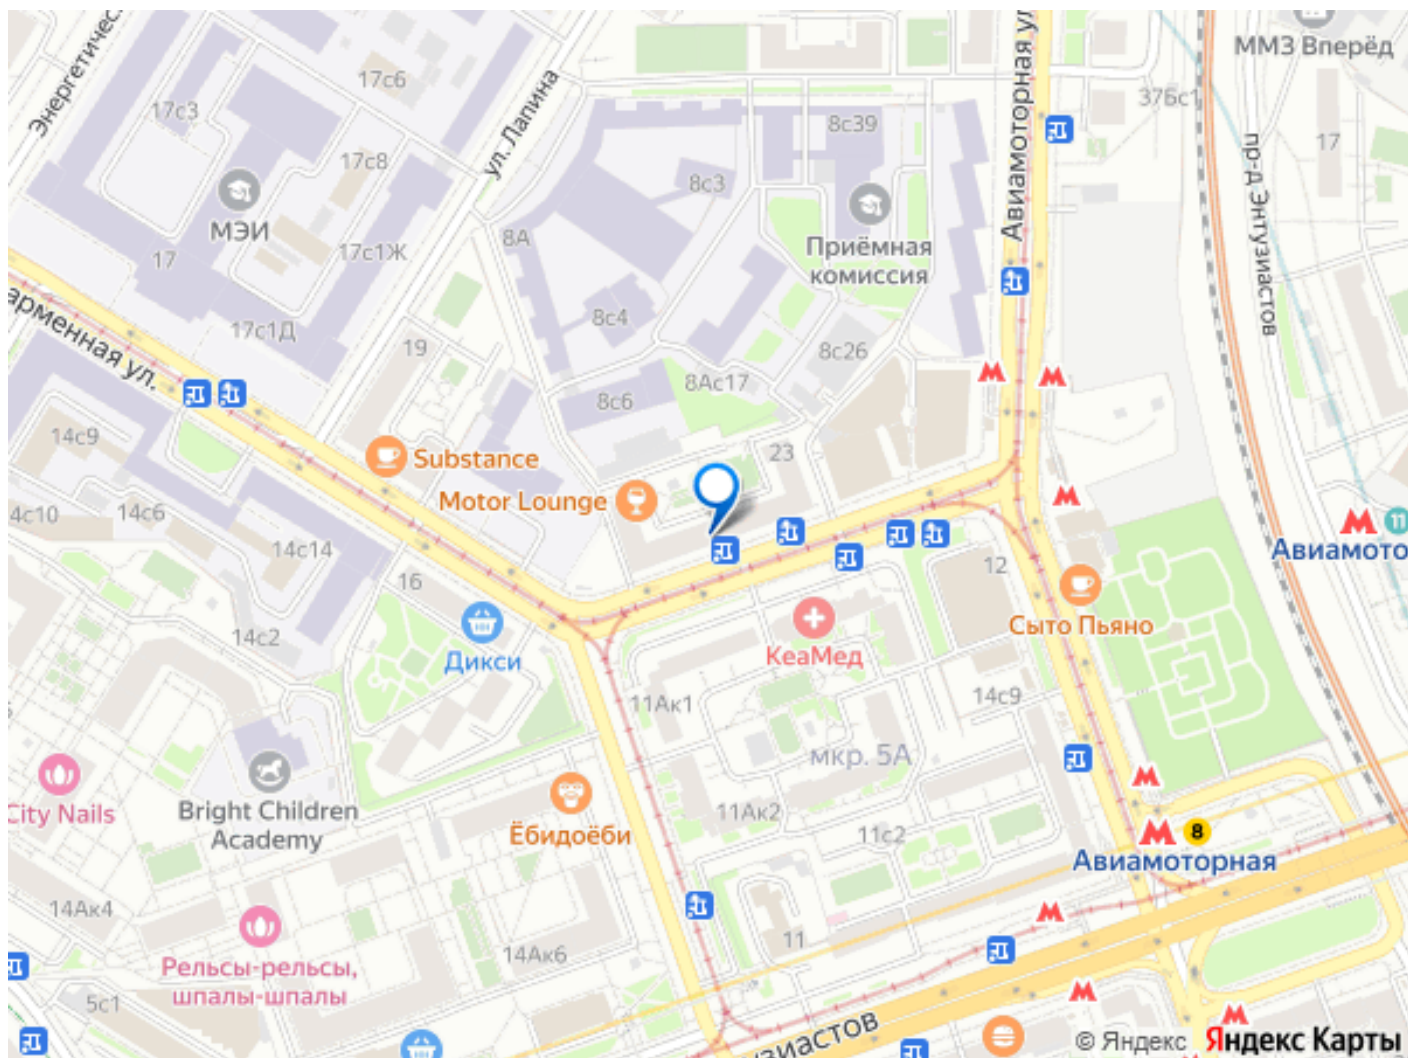 ММЗ Вперёд
Энергетическ
17с6
17с3
ул. Лапина
8с39
Авиамоторная ул
37Бс1
17
17с8
пр-д Энтузиастов
8с3
МЭИ
17
17с1Ж
8А
Приёмная
комиссия
17с1Д
8с4
19
8с26
8Ас17
8с6
арменная ул.
14с9
Substance
23
Motor Lounge
4с10
14с6
14с14
11
Авиамото
12
16
14с2
Дикси
КеаМед
Сыто Пьяно
11Ак1
14с9
мкр. 5А
City Nails
Bright Children
Academy
Ёбидоёби
11Ак2
11с2
8
Авиамоторная
14Ак4
14Ак6
11
Рельсы-рельсы,
шпалы-шпалы
5с1
узиастов
© Яндекс
Яндекс Карты